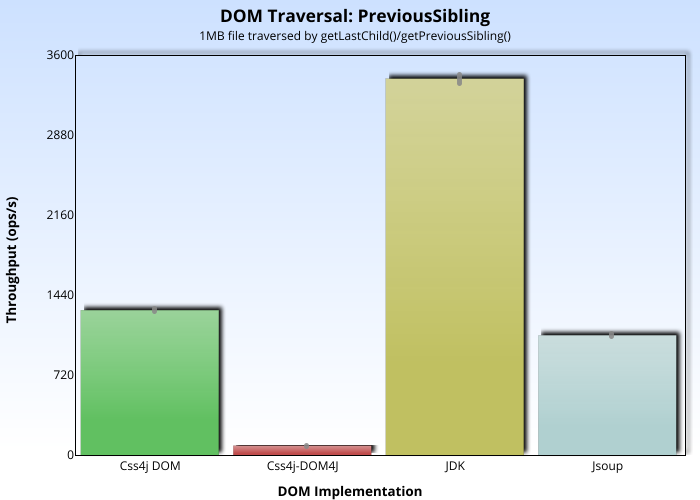 DOM Traversal: PreviousSibling
1MB file traversed by getLastChild()/getPreviousSibling()
Throughput (ops/s)
3600
2880
2160
1440
720
0
Css4j DOM
Css4j-DOM4J
JDK
Jsoup
DOM Implementation